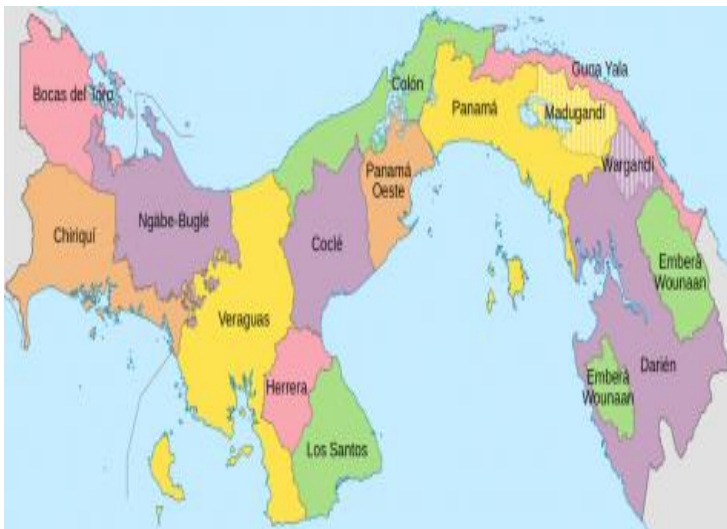 Bocas del Toro
Colón
Guna Yala
Panamá
Madugandí
Wargandí
Panamá
Oeste
Ngäbe-Buglé
Chiriquí
Coclé
Emberá
Wounaan
Veraguas
Herrera
Emberá
Wounaan
Darién
Los Santos